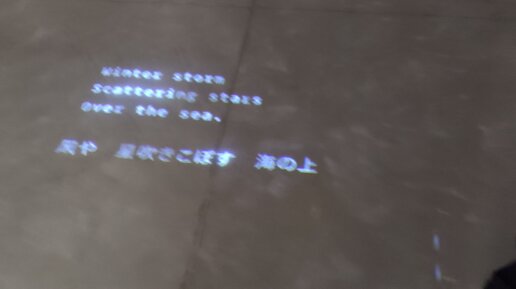 Winter storm
scattering stars
Over the sea.
凩や 星吹きこぼす 海の上